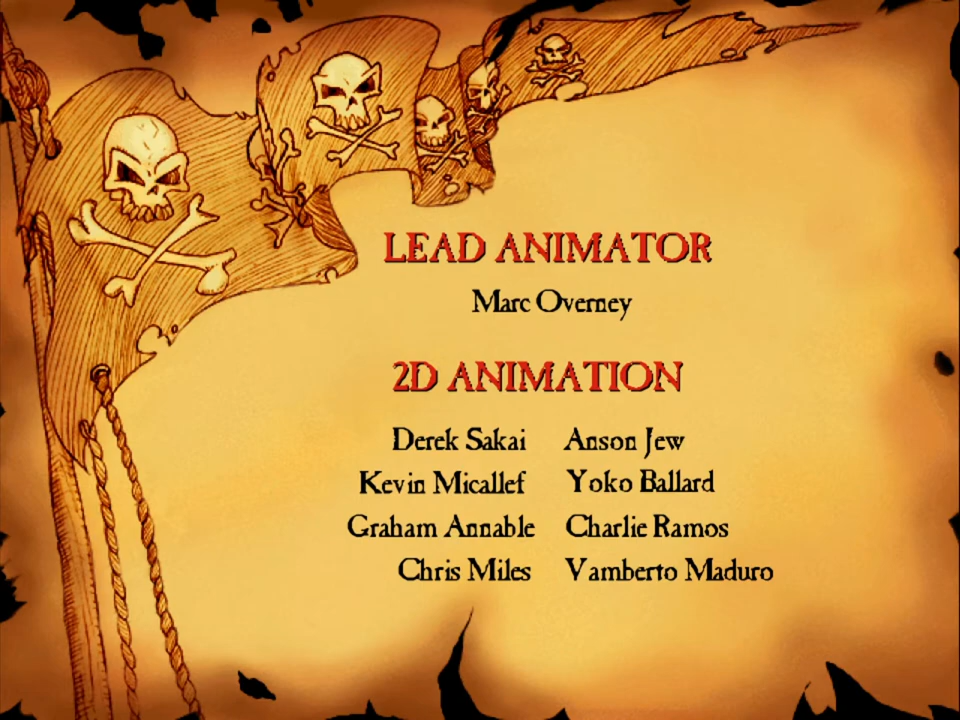 LEAD ANIMATOR
Marc Overney
2D ANIMATION
Derek Sakai Anson Jew
Kevin Micallef Yoko Ballard
Graham Annable Charlie Ramos
Chris Miles Vamberto Maduro